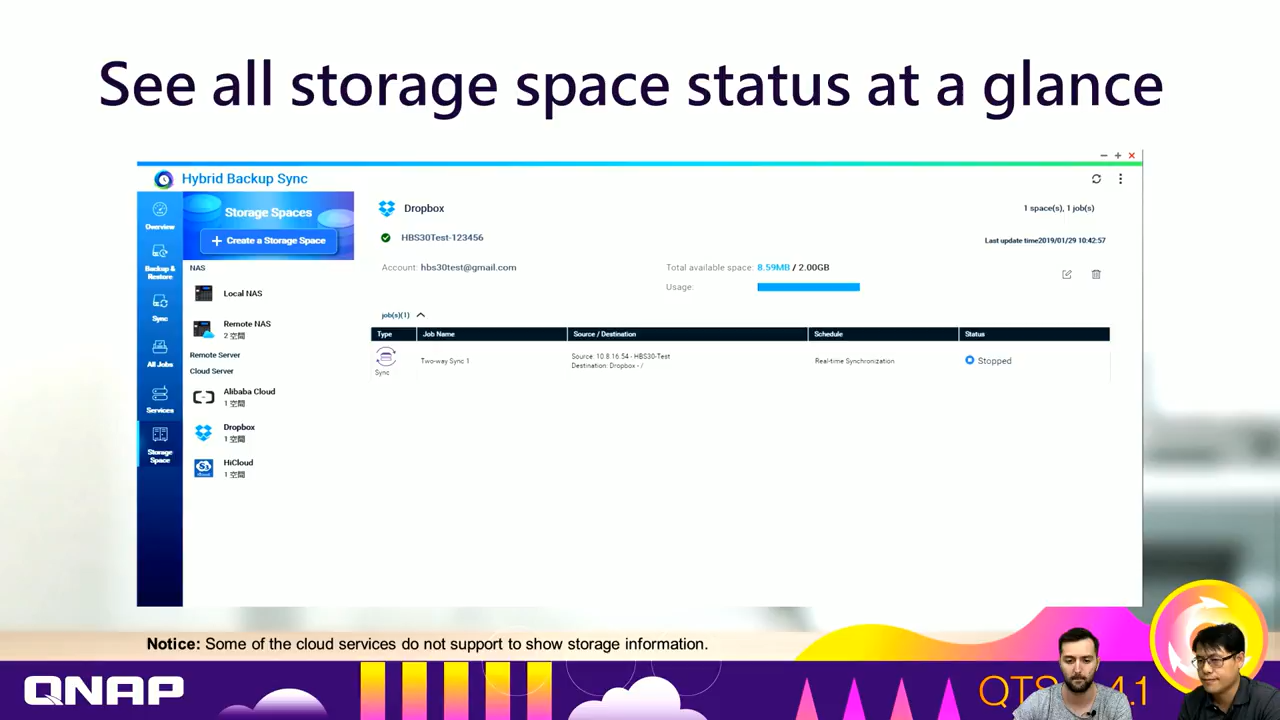 See all storage space status at a glance
Hybrid Backup Sync
Overview
Backup &
Restore
Sync
All Jobs
Services
Storage
Space
Storage Spaces
+ Create a Storage Space
NAS
Local NAS
Remote NAS
2 空間
Remote Server
Cloud Server
Alibaba Cloud
1 空間
Dropbox
1 空間
HiCloud
1 空間
Dropbox
1 space(s), 1 job(s)
HBS30Test-123456
Last update time2019/01/29 10:42:57
Account: hbs30test@gmail.com
Total available space: 8.59MB / 2.00GB
Usage:
job(s)(1)
Type Job Name Source / Destination Schedule Status
Sync
Two-way Sync 1
Source: 10.8.16.54 - HBS30-Test
Destination: Dropbox - /
Real-time Synchronization
Stopped
Notice: Some of the cloud services do not support to show storage information.
QNAP
QTS